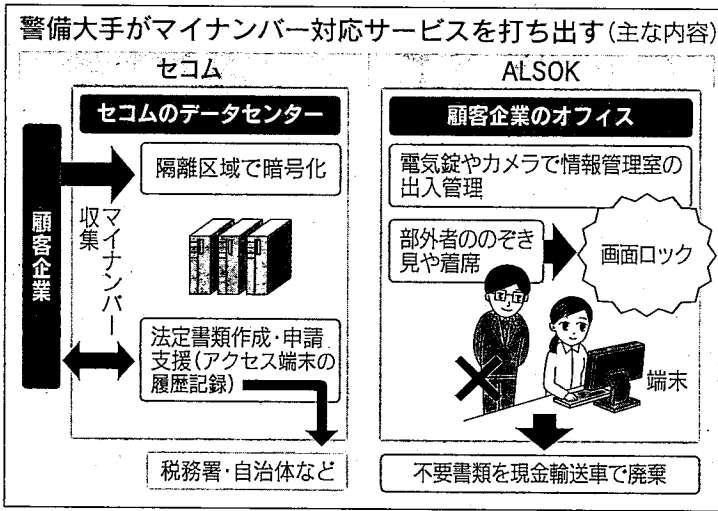 警備大手がマイナンバー対応サービスを打ち出す(主な内容)
セコム
セコムのデータセンター
顧客企業
マイナンバー
収集
隔離区域で暗号化
法定書類作成・申請
支援(アクセス端末の
履歴記録)
税務署・自治体など
ALSOK
顧客企業のオフィス
電気錠やカメラで情報管理室の
出入管理
部外者ののぞき
見や着席
画面ロック
端末
不要書類を現金輸送車で廃棄